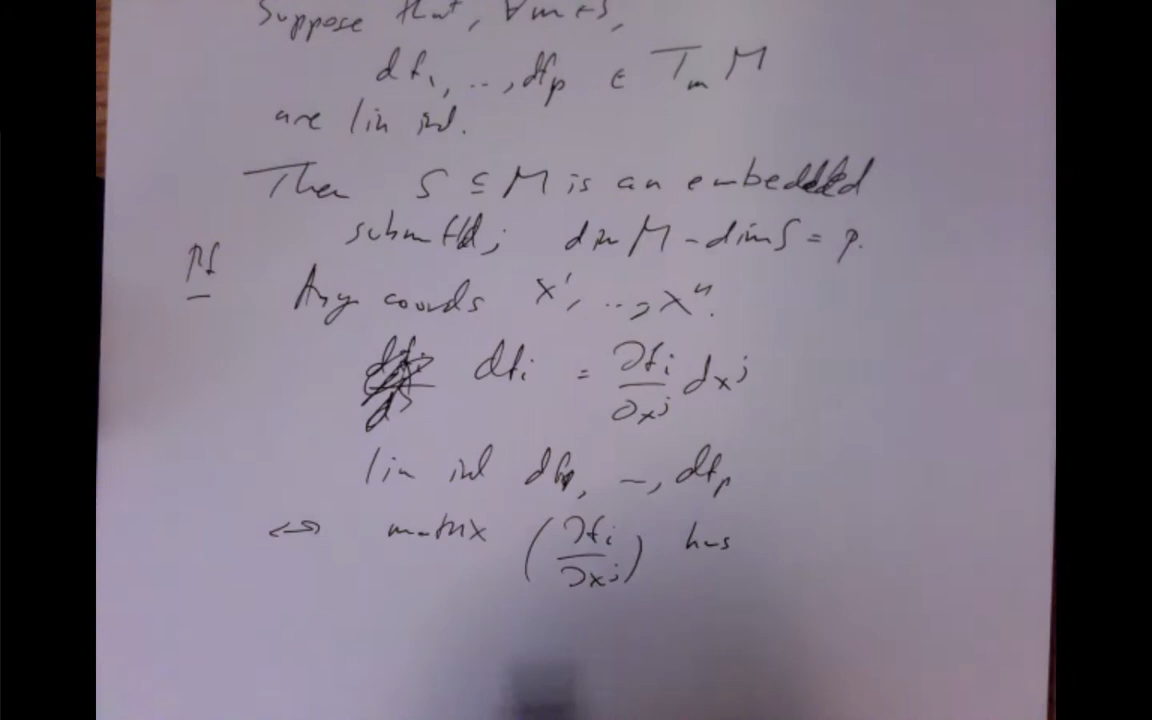 Suppose that, ∀m∈S,
df₁, .., dfₚ ∈ TₘM
are lin ind.
Then S ⊆ M is an embedded
submfld; dim M - dim S = p.
Pf
Any coords x¹, .., xⁿ.
dfᵢ = ∂fᵢ/∂xʲ dxʲ
lin ind df₁, –, dfₚ
⇔ matrix (∂fᵢ/∂xʲ) has